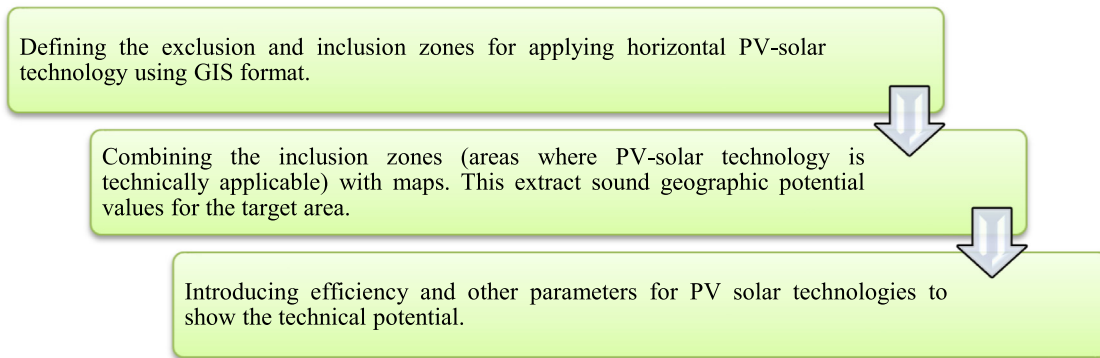 Defining the exclusion and inclusion zones for applying horizontal PV-solar
technology using GIS format.
Combining the inclusion zones (areas where PV-solar technology is
technically applicable) with maps. This extract sound geographic potential
values for the target area.
Introducing efficiency and other parameters for PV solar technologies to
show the technical potential.